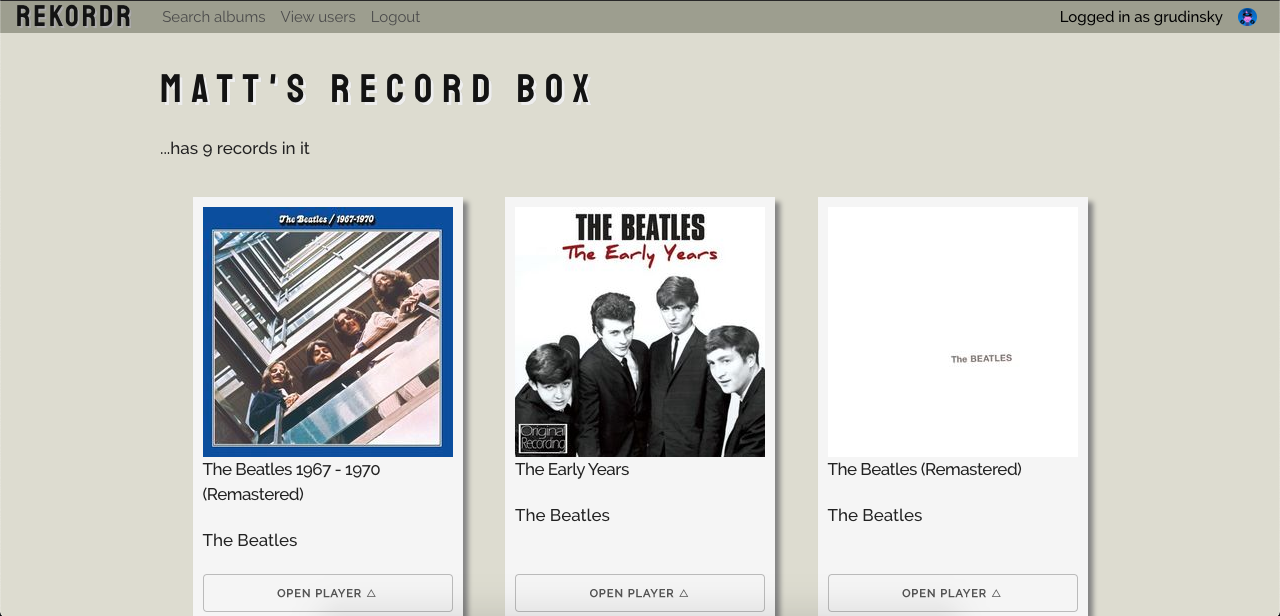 REKORDR
Search albums
View users
Logout
Logged in as grudinsky
MATT'S RECORD BOX
...has 9 records in it
The Beatles / 1967-1970
The Beatles 1967 - 1970
(Remastered)
The Beatles
OPEN PLAYER △
THE BEATLES
The Early Years
Original
Recording
The Early Years
The Beatles
OPEN PLAYER △
The BEATLES
The Beatles (Remastered)
The Beatles
OPEN PLAYER △